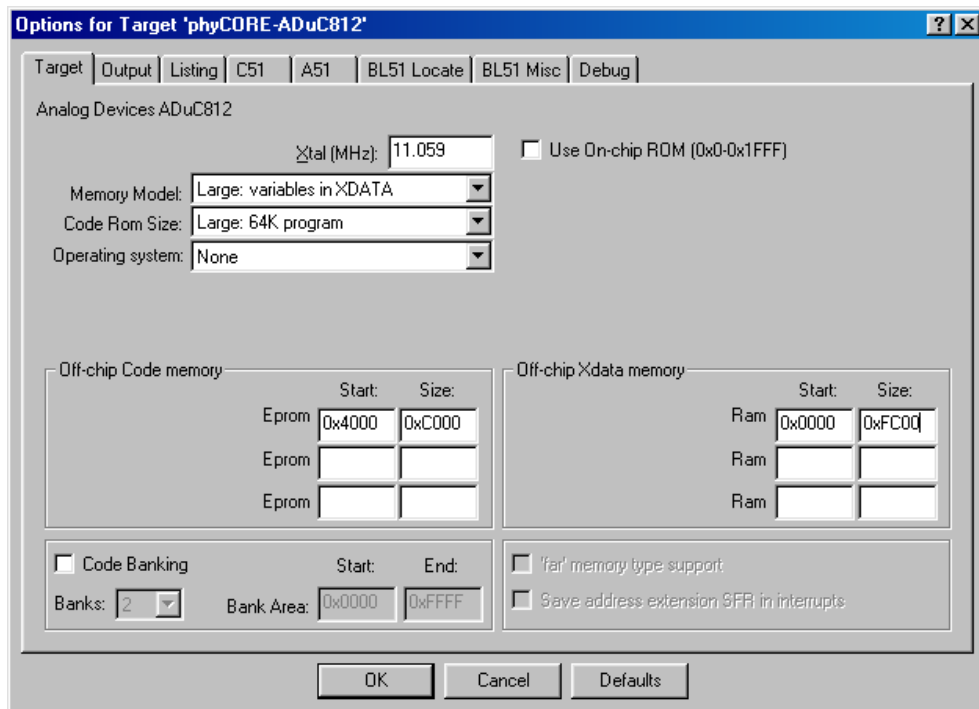 Options for Target 'phyCORE-ADuC812'
Target Output Listing C51 A51 BL51 Locate BL51 Misc Debug
Analog Devices ADuC812
Xtal (MHz): 11.059 Use On-chip ROM (0x0-0x1FFF)
Memory Model: Large: variables in XDATA
Code Rom Size: Large: 64K program
Operating system: None
Off-chip Code memory
Start: Size:
Eprom 0x4000 0xC000
Eprom
Eprom
Off-chip Xdata memory
Start: Size:
Ram 0x0000 0xFC00
Ram
Ram
Code Banking Start: End:
Banks: 2 Bank Area: 0x0000 0xFFFF
'far' memory type support
Save address extension SFR in interrupts
OK Cancel Defaults